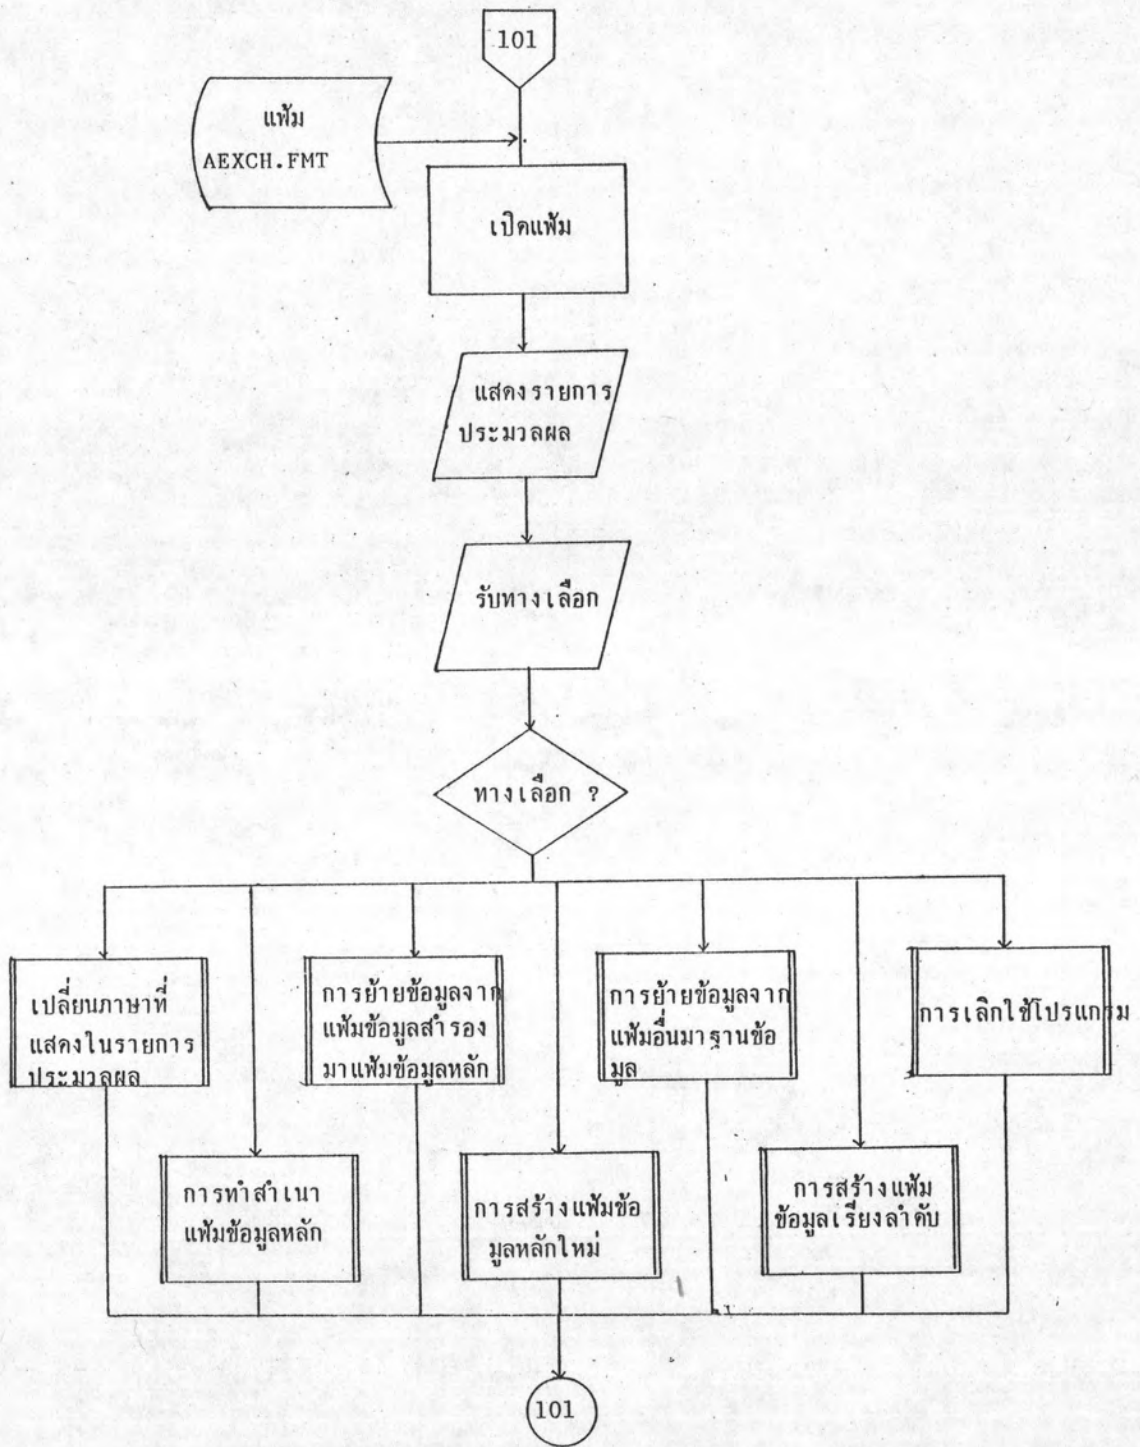 101
แฟ้ม
AEXCH.FMT
เปิดแฟ้ม
แสดงรายการ
ประมวลผล
รับทางเลือก
ทางเลือก ?
เปลี่ยนภาษาที่
แสดงในรายการ
ประมวลผล
การย้ายข้อมูลจาก
แฟ้มข้อมูลสำรอง
มาแฟ้มข้อมูลหลัก
การย้ายข้อมูลจาก
แฟ้มอื่นมาฐานข้อ
มูล
การเลิกใช้โปรแกรม
การทำสำเนา
แฟ้มข้อมูลหลัก
การสร้างแฟ้มข้อ
มูลหลักใหม่
การสร้างแฟ้ม
ข้อมูลเรียงลำดับ
101